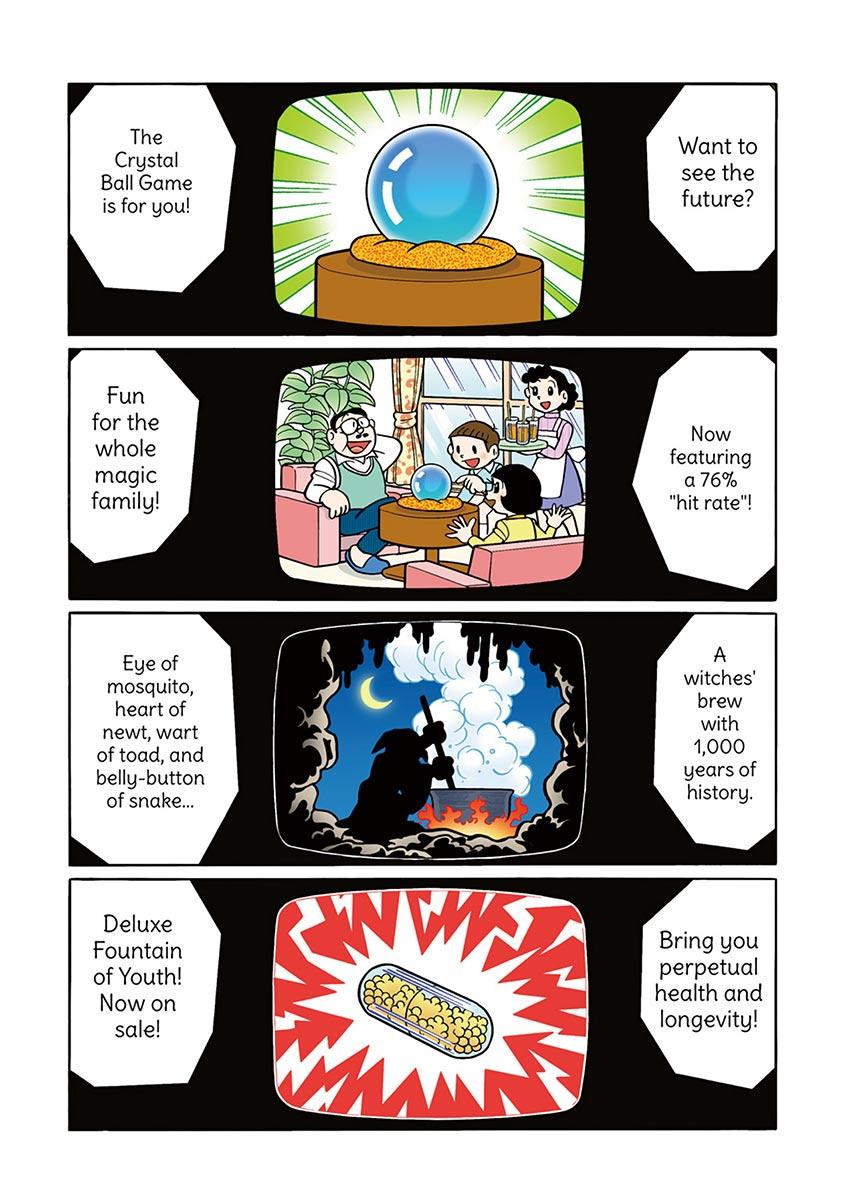 Want to
see the
future?
The
Crystal
Ball Game
is for you!
Now
featuring
a 76%
"hit rate"!
Fun
for the
whole
magic
family!
A
witches'
brew
with
1,000
years of
history.
Eye of
mosquito,
heart of
newt, wart
of toad, and
belly-button
of snake...
Bring you
perpetual
health and
longevity!
Deluxe
Fountain
of Youth!
Now on
sale!